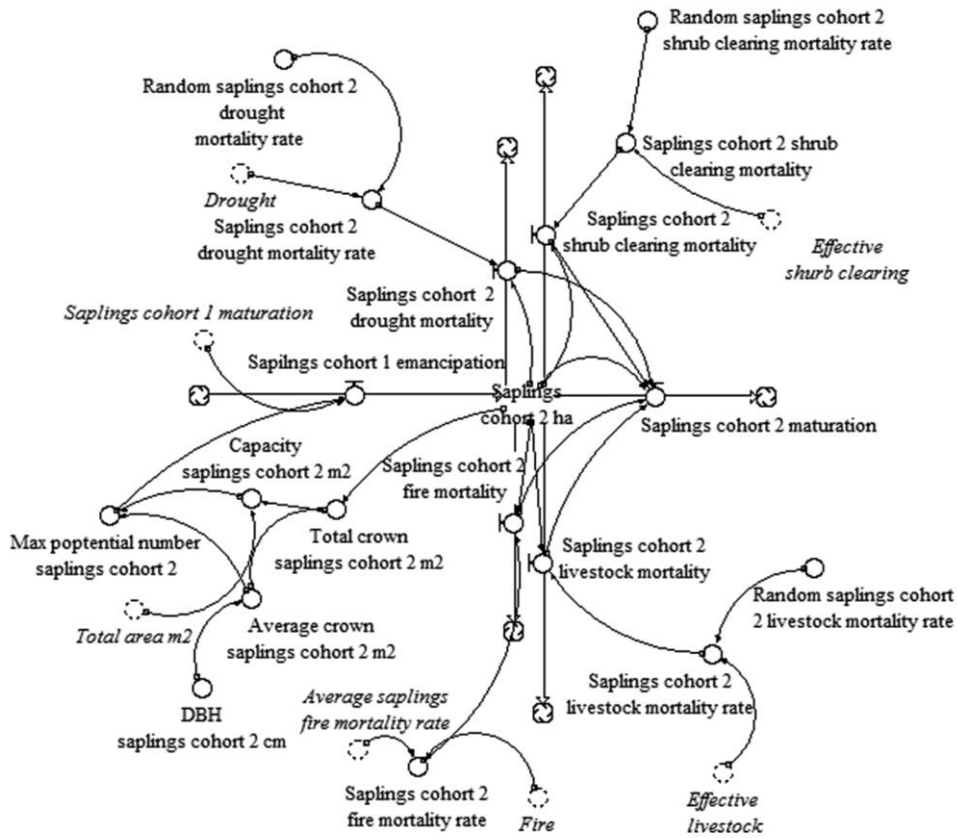 Random saplings cohort 2
shrub clearing mortality rate
Random saplings cohort 2
drought
mortality rate
Saplings cohort 2 shrub
clearing mortality
Drought
Saplings cohort 2
drought mortality rate
Saplings cohort 2
shrub clearing mortality
Effective
shurb clearing
Saplings cohort 2
drought mortality
Saplings cohort 1 maturation
Sapilngs cohort 1 emancipation
Saplings
cohort 2 ha
Saplings cohort 2 maturation
Capacity
saplings cohort 2 m2
Saplings cohort 2
fire mortality
Max poptential number
saplings cohort 2
Total crown
saplings cohort 2 m2
Saplings cohort 2
livestock mortality
Random saplings cohort
2 livestock mortality rate
Total area m2
Average crown
saplings cohort 2 m2
Saplings cohort 2
livestock mortality rate
Average saplings
fire mortality rate
DBH
saplings cohort 2 cm
Saplings cohort 2
fire mortality rate
Fire
Effective
livestock